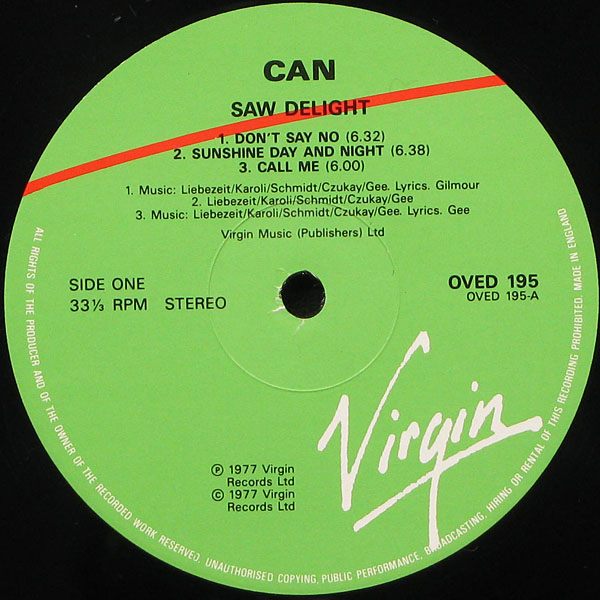 CAN
SAW DELIGHT
1. DON'T SAY NO (6.32)
2. SUNSHINE DAY AND NIGHT (6.38)
3. CALL ME (6.00)
1. Music: Liebezeit/Karoli/Schmidt/Czukay/Gee. Lyrics. Gilmour
2. Liebezeit/Karoli/Schmidt/Czukay/Gee
3. Music: Liebezeit/Karoli/Schmidt/Czukay/Gee. Lyrics. Gee
Virgin Music (Publishers) Ltd
SIDE ONE
33⅓ RPM STEREO
OVED 195
OVED 195-A
Virgin
℗ 1977 Virgin
Records Ltd
© 1977 Virgin
Records Ltd
ALL RIGHTS OF THE PRODUCER AND OF THE OWNER OF THE RECORDED WORK RESERVED. UNAUTHORISED COPYING, PUBLIC PERFORMANCE, BROADCASTING, HIRING OR RENTAL OF THIS RECORDING PROHIBITED. MADE IN ENGLAND